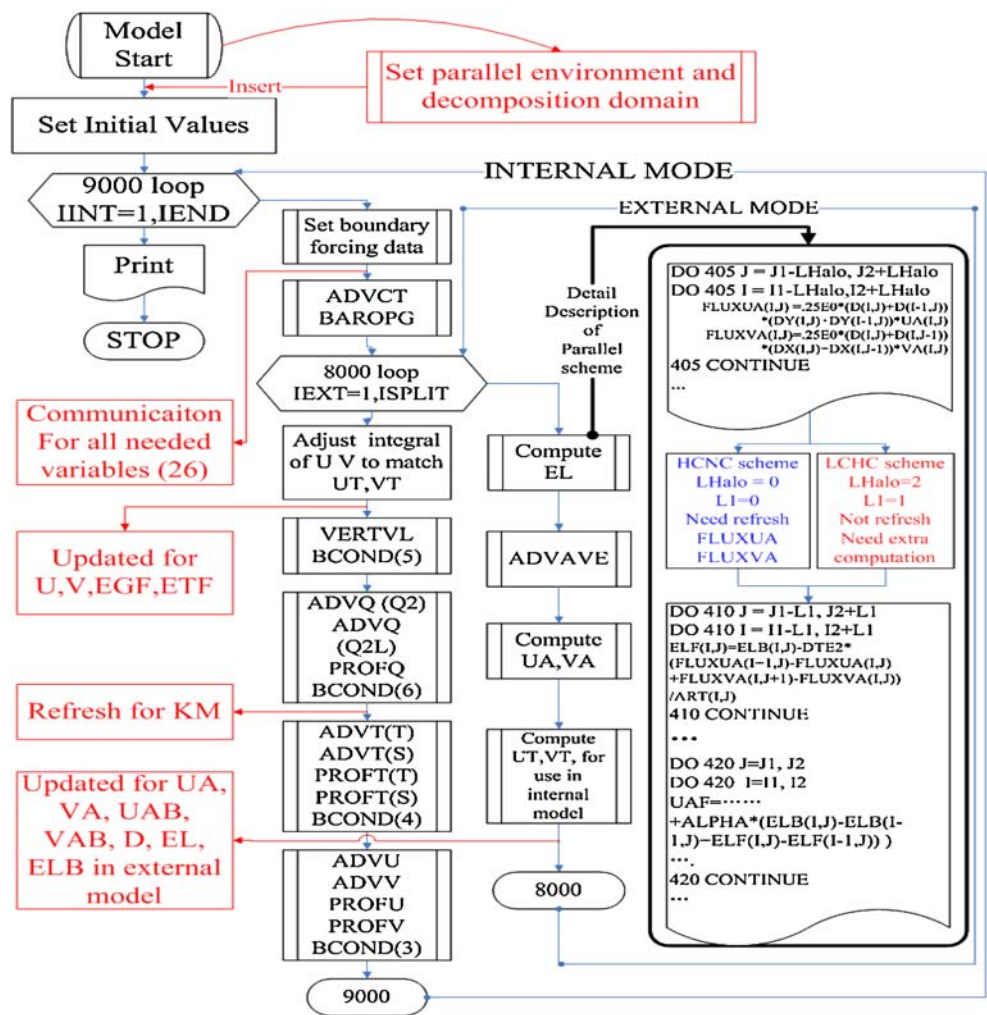 Model
Start
Set parallel environment and
decomposition domain
Insert
Set Initial Values
INTERNAL MODE
9000 loop
IINT=1,IEND
Print
STOP
Set boundary
forcing data
ADVCT
BAROPG
8000 loop
IEXT=1,ISPLIT
Communicaiton
For all needed
variables (26)
Adjust integral
of U V to match
UT,VT
Updated for
U,V,EGF,ETF
VERTVL
BCOND(5)
ADVQ (Q2)
ADVQ
(Q2L)
PROFQ
BCOND(6)
Refresh for KM
ADVT(T)
ADVT(S)
PROFT(T)
PROFT(S)
BCOND(4)
Updated for UA,
VA, UAB,
VAB, D, EL,
ELB in external
model
ADVU
ADVV
PROFU
PROFV
BCOND(3)
9000
EXTERNAL MODE
Detail
Description
of
Parallel
scheme
Compute
EL
ADVAVE
Compute
UA,VA
Compute
UT,VT, for
use in
internal
model
8000
DO 405 J = J1-LHalo, J2+LHalo
DO 405 I = I1-LHalo,I2+LHalo
FLUXUA(I,J)=.25E0*(D(I,J)+D(I-1,J))
*(DY(I,J)-DY(I-1,J))*UA(I,J)
FLUXVA(I,J)=.25E0*(D(I,J)+D(I,J-1))
*(DX(I,J)-DX(I,J-1))*VA(I,J)
405 CONTINUE
...
HCNC scheme
LHalo = 0
L1=0
Need refresh
FLUXUA
FLUXVA
LCHC scheme
LHalo=2
L1=1
Not refresh
Need extra
computation
DO 410 J = J1-L1, J2+L1
DO 410 I = I1-L1, I2+L1
ELF(I,J)=ELB(I,J)-DTE2*
(FLUXUA(I-1,J)-FLUXUA(I,J)
+FLUXVA(I,J+1)-FLUXVA(I,J))
/ART(I,J)
410 CONTINUE
...
DO 420 J=J1, J2
DO 420 I=I1, I2
UAF=······
+ALPHA*(ELB(I,J)-ELB(I-
1,J)-ELF(I,J)-ELF(I-1,J)) )
....
420 CONTINUE
...